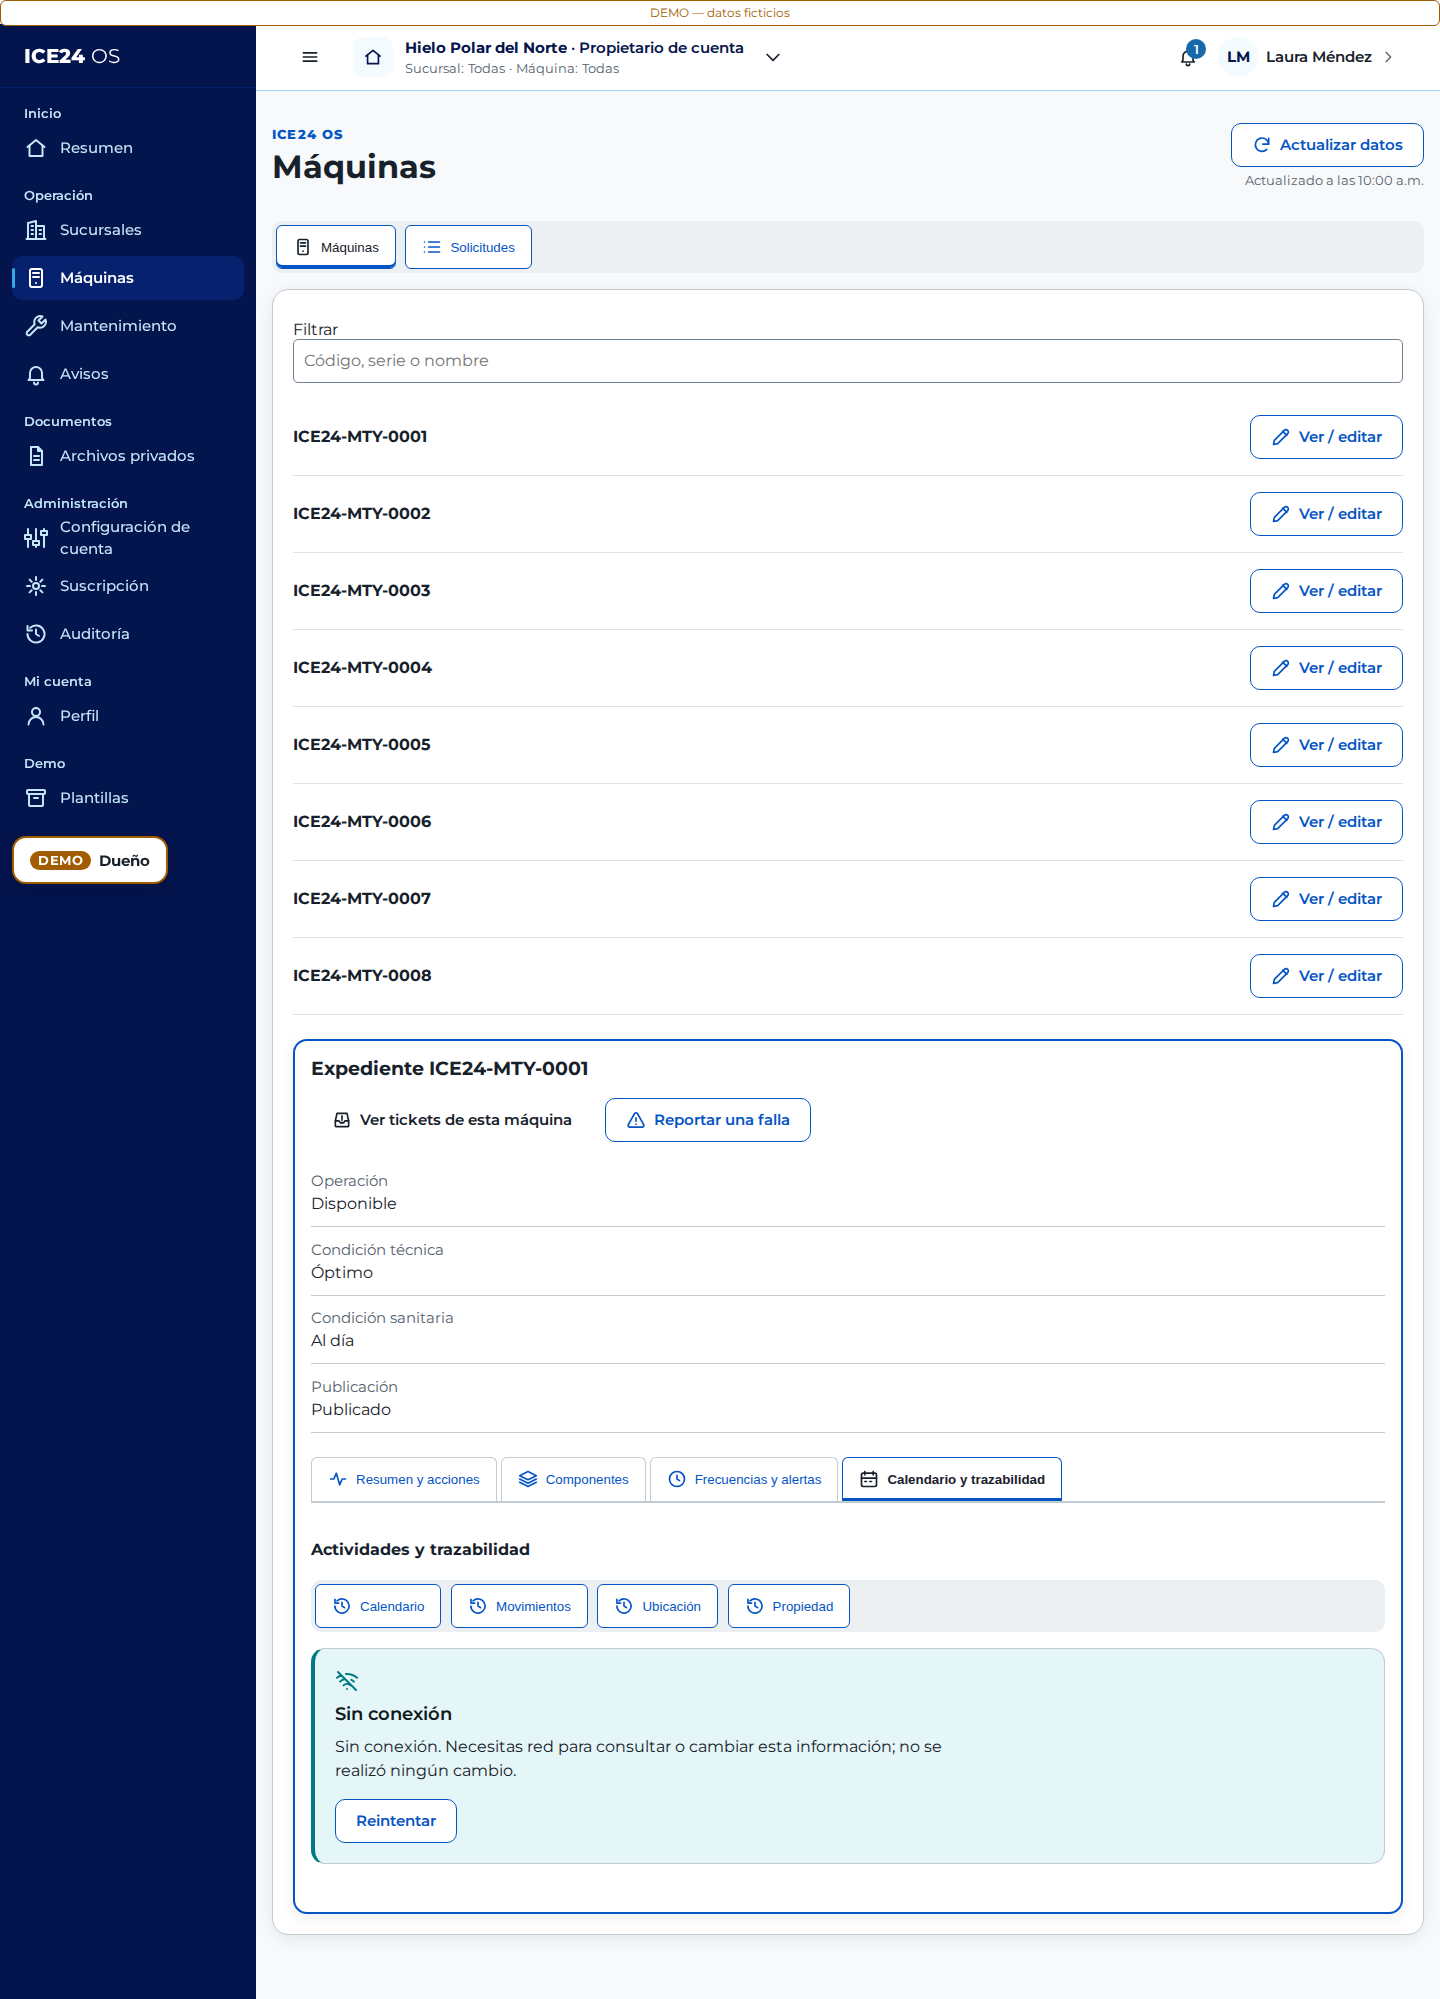 DEMO — datos ficticios
ICE24 OS
Inicio
Resumen
Operación
Sucursales
Máquinas
Mantenimiento
Avisos
Documentos
Archivos privados
Administración
Configuración de
cuenta
Suscripción
Auditoría
Mi cuenta
Perfil
Demo
Plantillas
DEMO Dueño
Hielo Polar del Norte · Propietario de cuenta
Sucursal: Todas · Máquina: Todas
1
LM Laura Méndez
ICE24 OS
Máquinas
Actualizar datos
Actualizado a las 10:00 a.m.
Máquinas Solicitudes
Filtrar
Código, serie o nombre
ICE24-MTY-0001 Ver / editar
ICE24-MTY-0002 Ver / editar
ICE24-MTY-0003 Ver / editar
ICE24-MTY-0004 Ver / editar
ICE24-MTY-0005 Ver / editar
ICE24-MTY-0006 Ver / editar
ICE24-MTY-0007 Ver / editar
ICE24-MTY-0008 Ver / editar
Expediente ICE24-MTY-0001
Ver tickets de esta máquina Reportar una falla
Operación
Disponible
Condición técnica
Óptimo
Condición sanitaria
Al día
Publicación
Publicado
Resumen y acciones Componentes Frecuencias y alertas Calendario y trazabilidad
Actividades y trazabilidad
Calendario Movimientos Ubicación Propiedad
Sin conexión
Sin conexión. Necesitas red para consultar o cambiar esta información; no se
realizó ningún cambio.
Reintentar